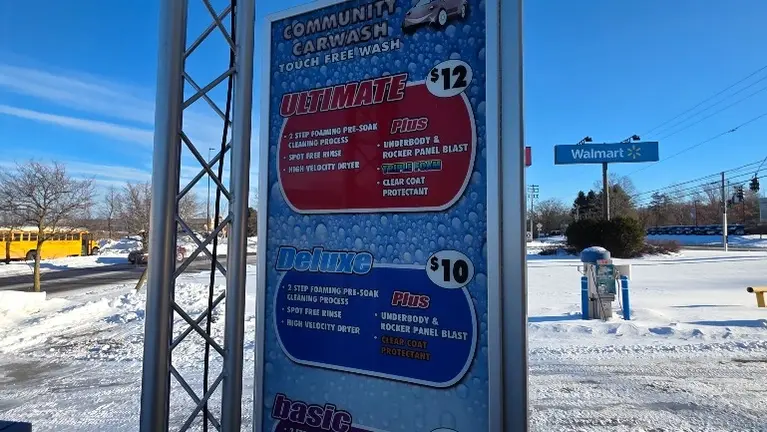 COMMUNITY
CARWASH
TOUCH FREE WASH
ULTIMATE
$12
• 2 STEP FOAMING PRE-SOAK
CLEANING PROCESS
• SPOT FREE RINSE
• HIGH VELOCITY DRYER
Plus
• UNDERBODY &
ROCKER PANEL BLAST
• TRIPLE FOAM
• CLEAR COAT
PROTECTANT
Deluxe
$10
• 2 STEP FOAMING PRE-SOAK
CLEANING PROCESS
• SPOT FREE RINSE
• HIGH VELOCITY DRYER
Plus
• UNDERBODY &
ROCKER PANEL BLAST
• CLEAR COAT
PROTECTANT
basic
Walmart